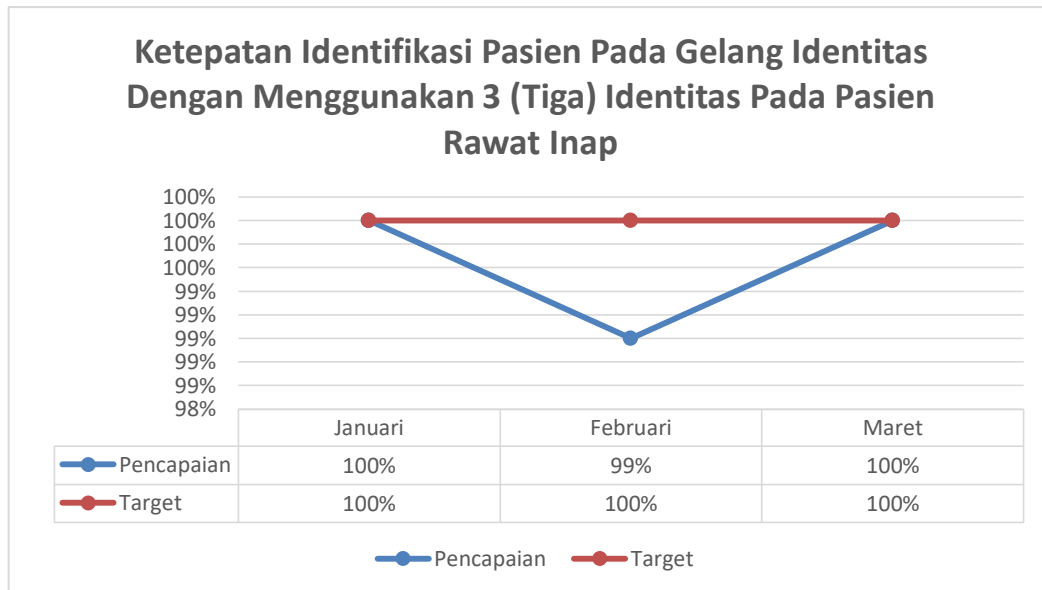 Ketepatan Identifikasi Pasien Pada Gelang Identitas
Dengan Menggunakan 3 (Tiga) Identitas Pada Pasien
Rawat Inap
100%
100%
100%
100%
99%
99%
99%
99%
99%
98%
Januari Februari Maret
Pencapaian 100% 99% 100%
Target 100% 100% 100%
Pencapaian Target